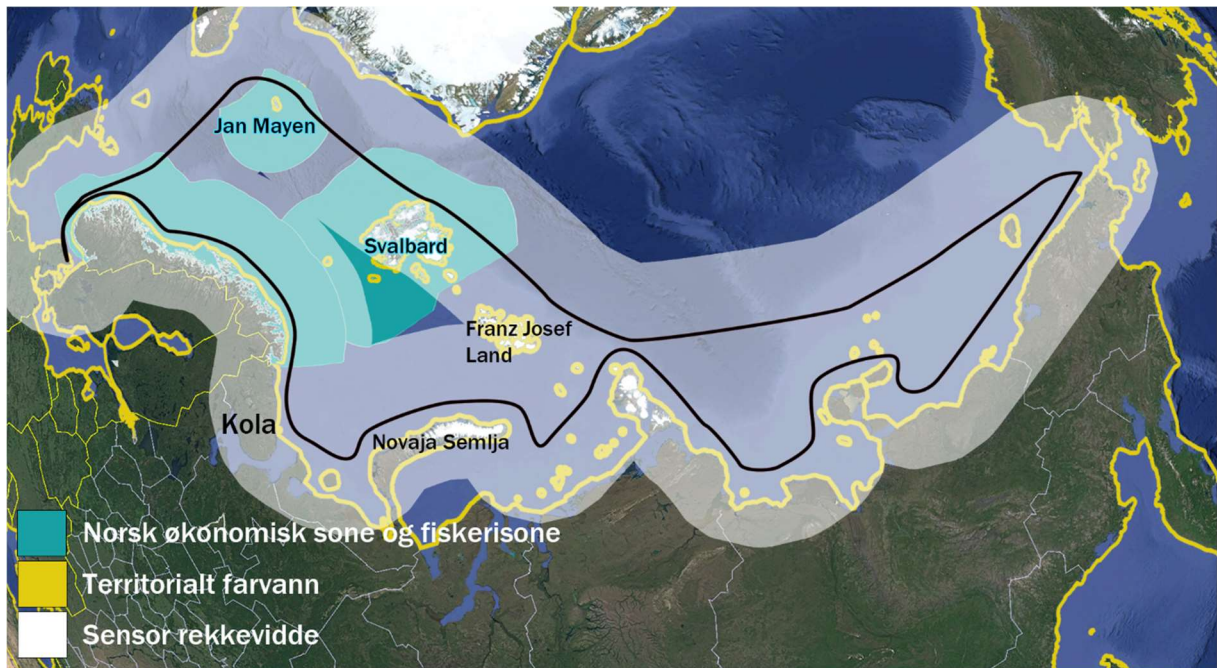 Jan Mayen
Svalbard
Franz Josef
Land
Kola
Novaja Semlja
Norsk økonomisk sone og fiskerisone
Territorialt farvann
Sensor rekkevidde